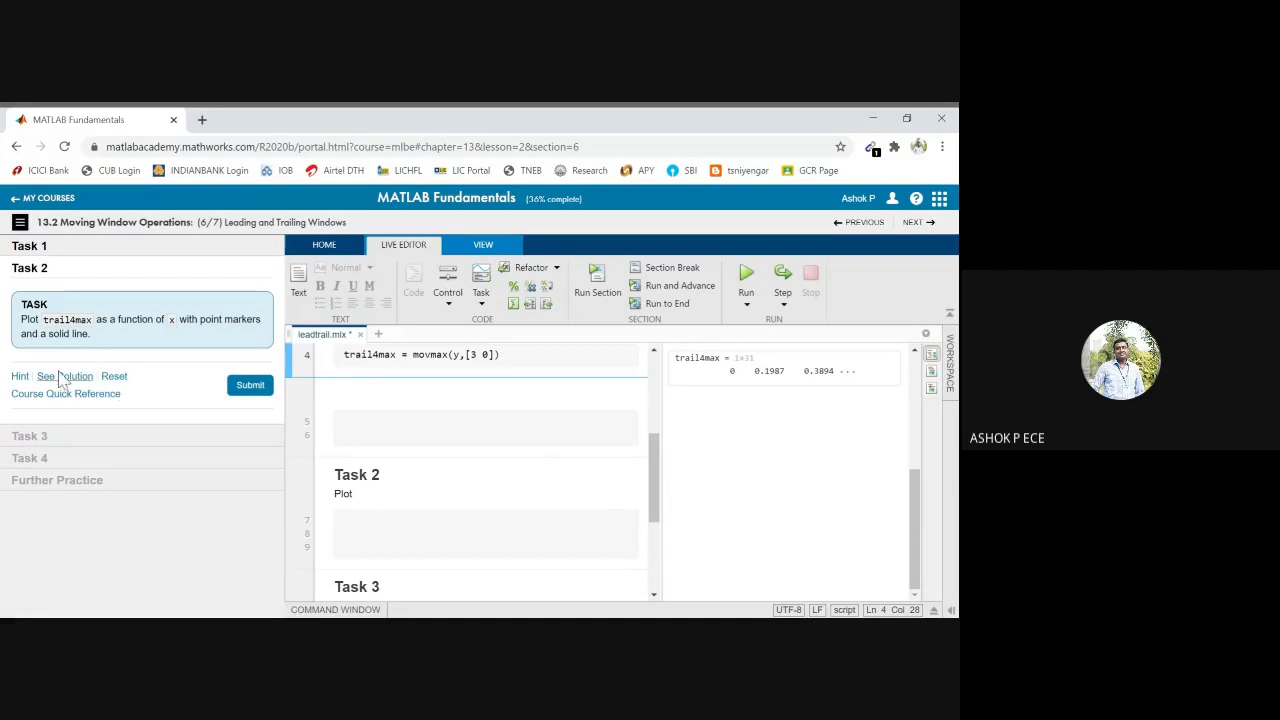 MATLAB Fundamentals
matlabacademy.mathworks.com/R2020b/portal.html?course=mlbe#chapter=13&lesson=2&section=6
1
ICICI Bank CUB Login INDIANBANK Login IOB Airtel DTH LICHFL LIC Portal TNEB Research APY SBI tsniyengar GCR Page
MY COURSES MATLAB Fundamentals (36% complete) Ashok P
13.2 Moving Window Operations: (6/7) Leading and Trailing Windows PREVIOUS NEXT
Task 1
Task 2
TASK
Plot trail4max as a function of x with point markers
and a solid line.
Hint See Solution Reset
Course Quick Reference
Submit
Task 3
Task 4
Further Practice
HOME LIVE EDITOR VIEW
Text
Aa Normal
B I U M
TEXT
Code Control Task
Refactor
CODE
Run Section
Section Break
Run and Advance
Run to End
SECTION
Run Step Stop
RUN
leadtrail.mlx *
4 trail4max = movmax(y,[3 0])
5
6
Task 2
Plot
7
8
9
Task 3
trail4max = 1×31
0 0.1987 0.3894 ···
WORKSPACE
COMMAND WINDOW
UTF-8 LF script Ln 4 Col 28
ASHOK P ECE